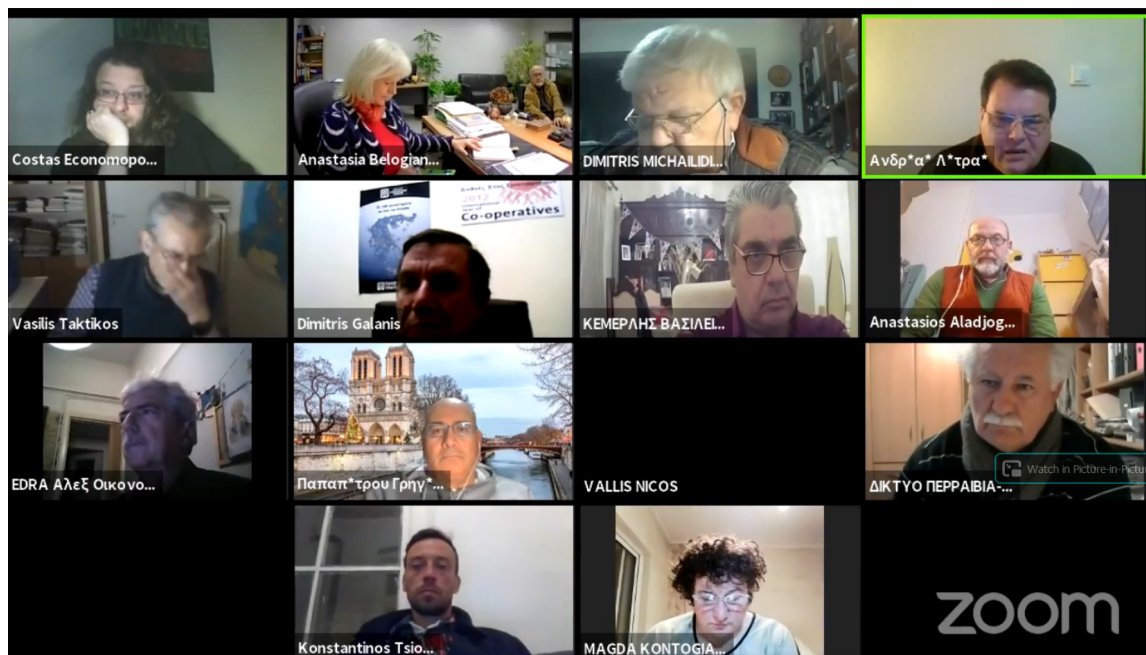 Costas Economopo...
Anastasia Belogian...
DIMITRIS MICHAILIDI...
Ανδρ*α* Λ*τρα*
Vasilis Taktikos
2012
Co-operatives
Dimitris Galanis
ΚΕΜΕΡΛΗΣ ΒΑΣΙΛΕΙ...
Anastasios Aladjog...
EDRA Αλεξ Οικονο...
Παπαπ*τρου Γρηγ*...
VALLIS NICOS
Watch in Picture-in-Pictu
ΔΙΚΤΥΟ ΠΕΡΡΑΙΒΙΑ-...
Konstantinos Tsio...
MAGDA KONTOGIA...
zoom